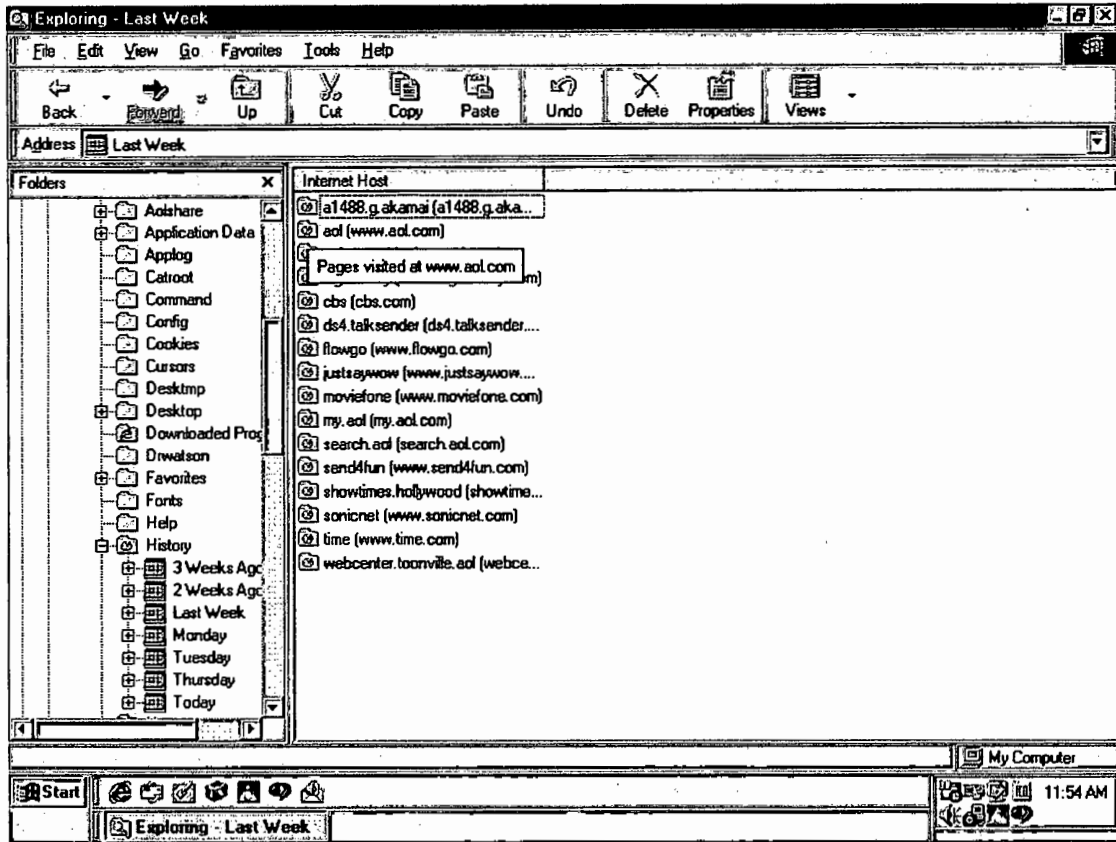 Exploring - Last Week
File Edit View Go Favorites Tools Help
Back Forward Up Cut Copy Paste Undo Delete Properties Views
Address Last Week
Folders x
Aolshare
Application Data
Applog
Catroot
Command
Config
Cookies
Cursors
Desktmp
Desktop
Downloaded Prog
Drwatson
Favorites
Fonts
Help
History
3 Weeks Ago
2 Weeks Ago
Last Week
Monday
Tuesday
Thursday
Today
Internet Host
a1488.g.akamai (a1488.g.aka...
aol (www.aol.com)
Pages visited at www.aol.com
cbs (cbs.com)
ds4.talksender (ds4.talksender....
flowgo (www.flowgo.com)
justsaywow (www.justsaywow....
moviefone (www.moviefone.com)
my.aol (my.aol.com)
search.aol (search.aol.com)
send4fun (www.send4fun.com)
showtimes.hollywood (showtime...
sonicnet (www.sonicnet.com)
time (www.time.com)
webcenter.toonville.aol (webce...
My Computer
Start 11:54 AM
Exploring - Last Week